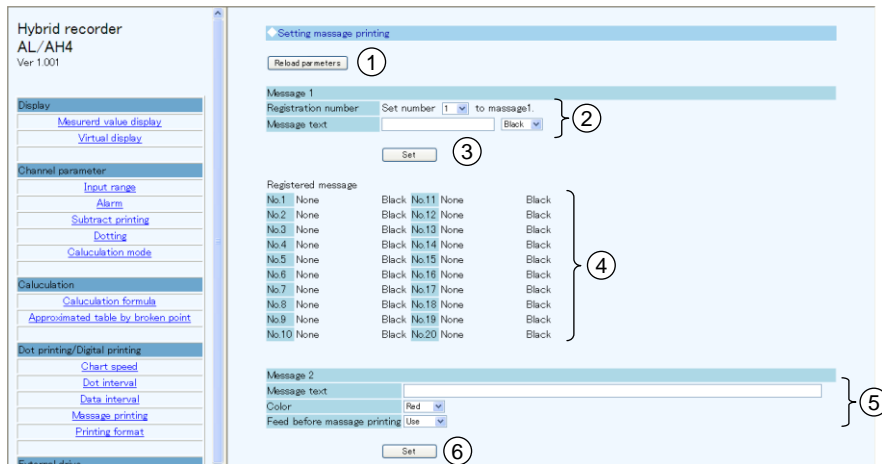 Hybrid recorder
AL/AH4
Ver 1.001
Display
Mesurerd value display
Virtual display
Channel parameter
Input range
Alarm
Subtract printing
Dotting
Caluculation mode
Caluculation
Caluculation formula
Approximated table by broken point
Dot printing/Digital printing
Chart speed
Dot interval
Data interval
Massage printing
Printing format
External drive
Setting massage printing
Reload parmeters 1
Message 1
Registration number Set number 1 to massage1.
Message text Black
2
Set 3
Registered message
No.1 None Black No.11 None Black
No.2 None Black No.12 None Black
No.3 None Black No.13 None Black
No.4 None Black No.14 None Black
No.5 None Black No.15 None Black
No.6 None Black No.16 None Black
No.7 None Black No.17 None Black
No.8 None Black No.18 None Black
No.9 None Black No.19 None Black
No.10 None Black No.20 None Black
4
Message 2
Message text
Color Red
Feed before massage printing Use
5
Set 6